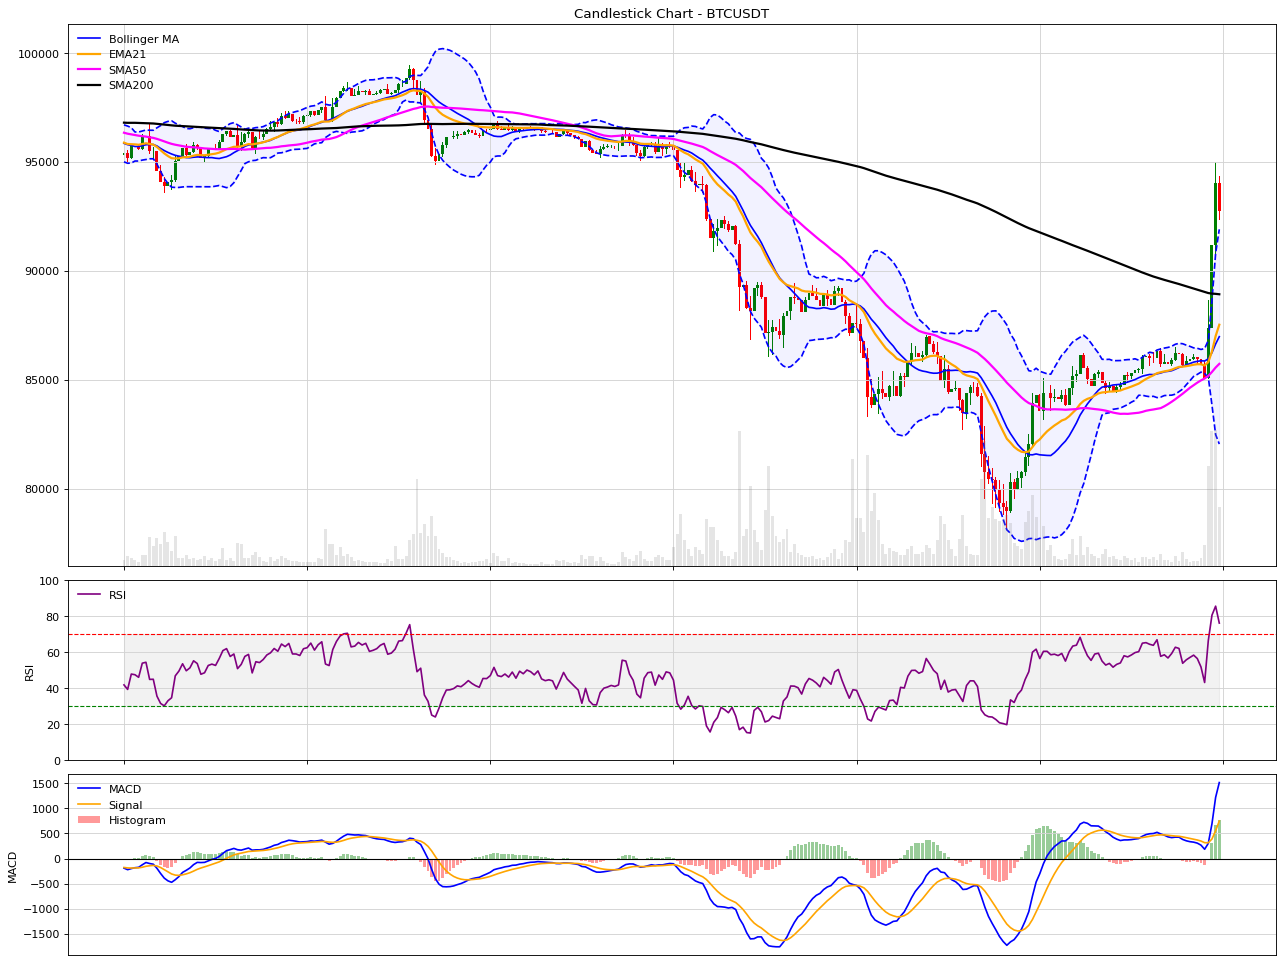 Candlestick Chart - BTCUSDT
Bollinger MA
EMA21
SMA50
SMA200
100000
95000
90000
85000
80000
RSI
100
80
60
40
20
0
RSI
MACD
Signal
Histogram
1500
1000
500
0
−500
−1000
−1500
MACD